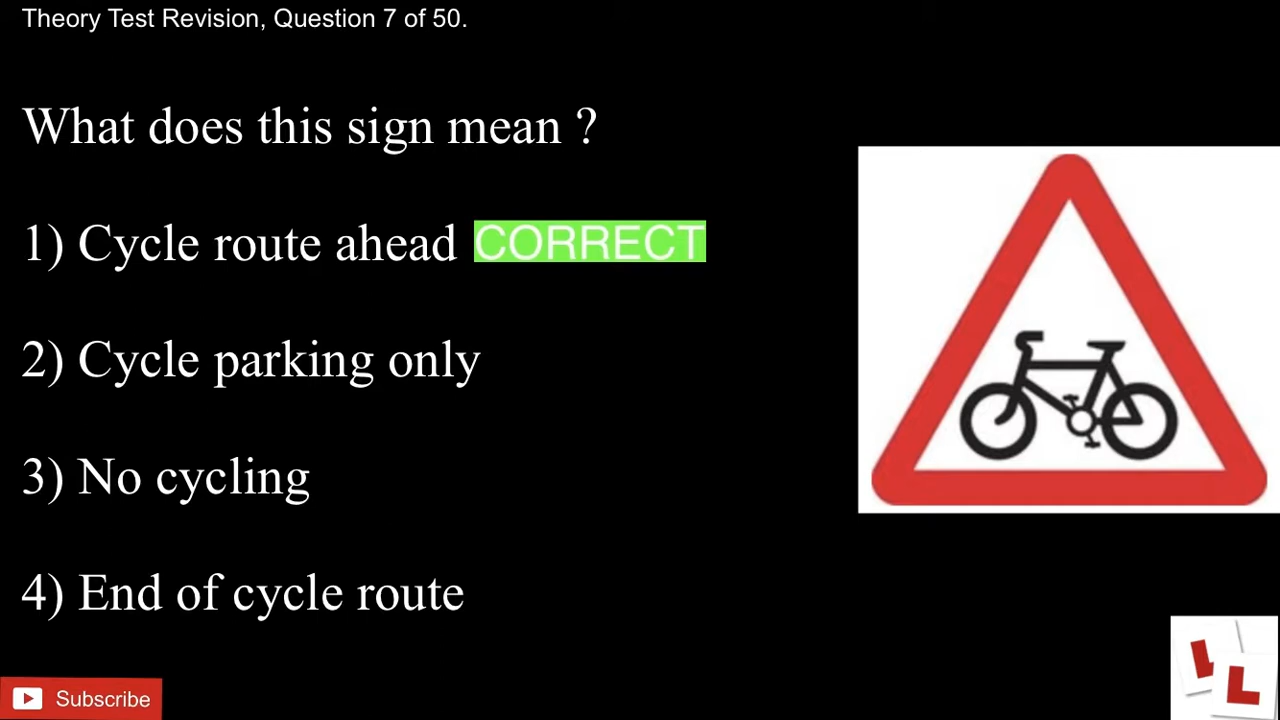 Theory Test Revision, Question 7 of 50.
What does this sign mean ?
1) Cycle route ahead CORRECT
2) Cycle parking only
3) No cycling
4) End of cycle route
Subscribe
L L